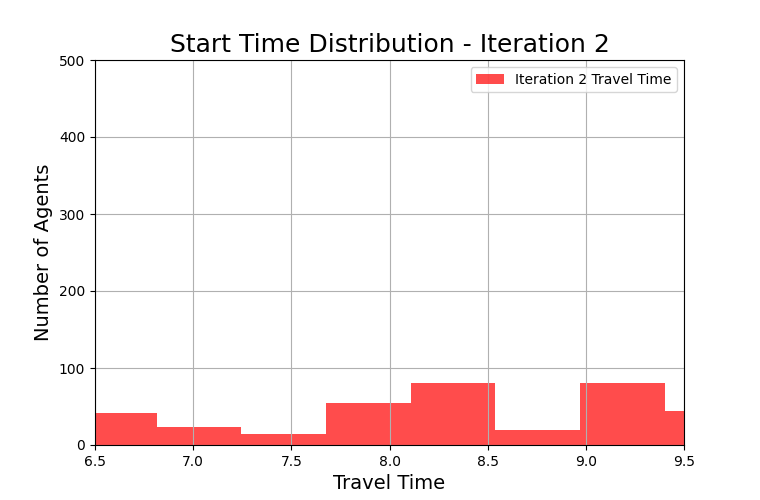 Start Time Distribution - Iteration 2
Iteration 2 Travel Time
500
400
300
200
100
0
Number of Agents
6.5 7.0 7.5 8.0 8.5 9.0 9.5
Travel Time